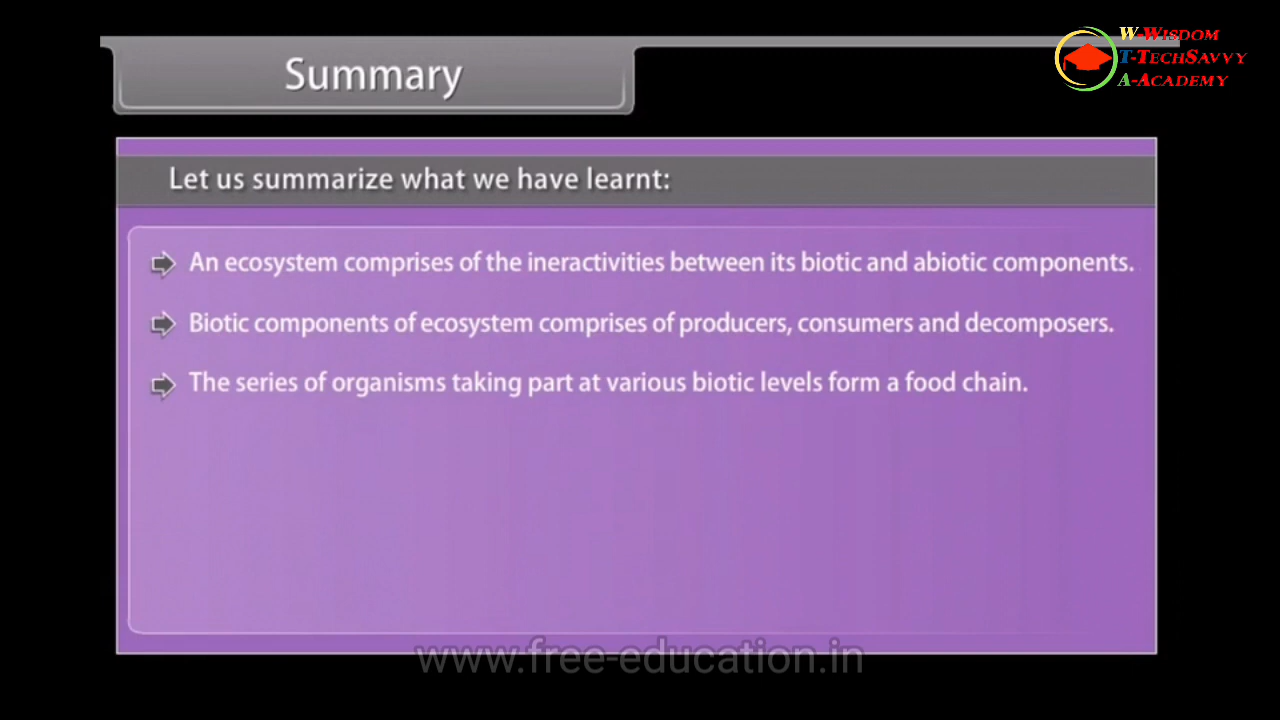 Summary
W-Wisdom
T-TechSavvy
A-Academy
Let us summarize what we have learnt:
An ecosystem comprises of the ineractivities between its biotic and abiotic components.
Biotic components of ecosystem comprises of producers, consumers and decomposers.
The series of organisms taking part at various biotic levels form a food chain.
www.free-education.in